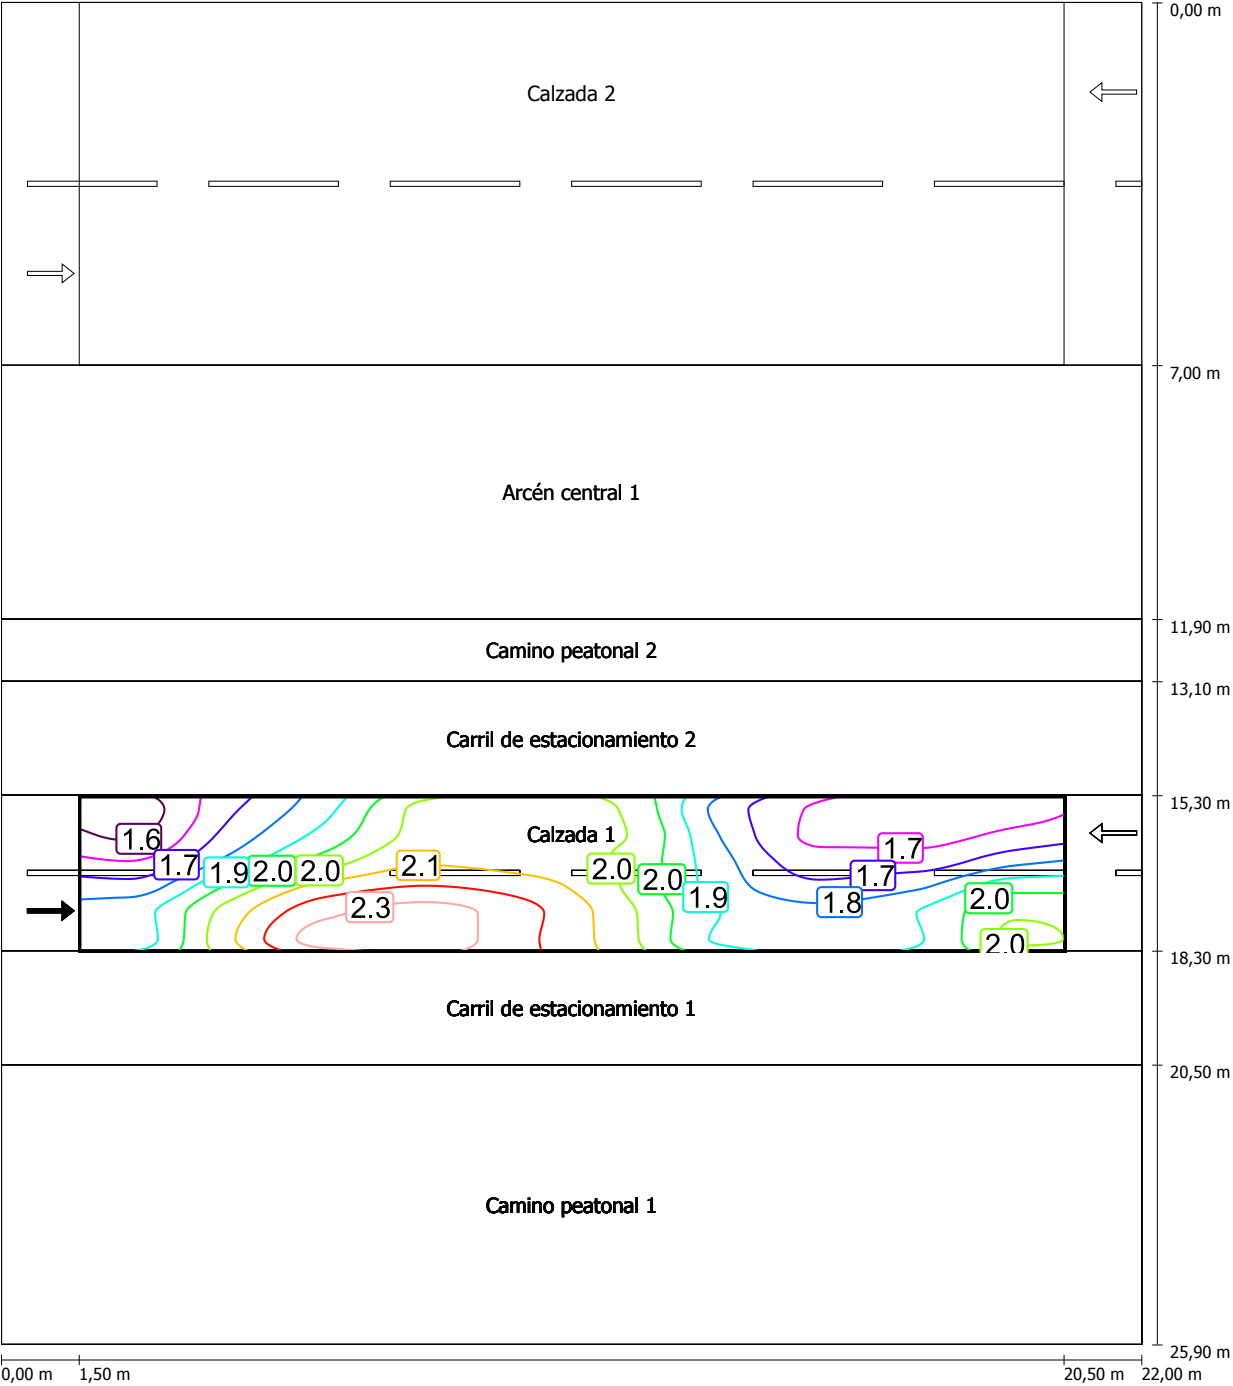 0,00 m
Calzada 2
7,00 m
Arcén central 1
11,90 m
Camino peatonal 2
13,10 m
Carril de estacionamiento 2
15,30 m
Calzada 1
1.6
1.7
1.7
1.9
2.0
2.0
2.1
2.0
2.0
1.7
1.9
1.8
2.0
2.3
2.0
18,30 m
Carril de estacionamiento 1
20,50 m
Camino peatonal 1
25,90 m
0,00 m
1,50 m
20,50 m
22,00 m